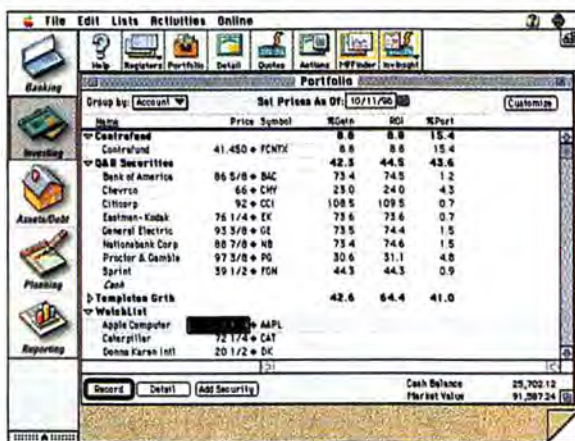 File Edit Lists Activities Online
Help Registers Portfolio Detail Quotes Actions MFFinder Invinsight
Banking
Investing
Assets/Debt
Planning
Reporting
Portfolio
Group by: Account Set Prices As Of: 10/11/96 Customize
Name Price Symbol %Gain ROI %Port
Contrafund 8.8 8.8 15.4
Contrafund 41.450 FCNTX 8.8 8.8 15.4
Q&R Securities 42.3 44.5 43.6
Bank of America 86 5/8 BAC 73.4 74.5 1.2
Chevron 66 CHV 23.0 24.0 4.3
Citicorp 92 CCI 108.5 109.5 0.7
Eastman-Kodak 76 1/4 EK 73.6 73.6 0.7
General Electric 93 3/8 GE 73.5 74.4 1.5
Nationsbank Corp 88 7/8 NB 73.4 74.6 1.5
Procter & Gamble 97 3/8 PG 30.6 31.1 4.8
Sprint 39 1/2 FON 44.3 44.3 0.9
Cash
Templeton Grth 42.6 64.4 41.0
WatchList
Apple Computer AAPL
Caterpillar 72 1/4 CAT
Donna Karen Intl 20 1/2 DK
Record Detail Add Security
Cash Balance 25,702.12
Market Value 91,587.24